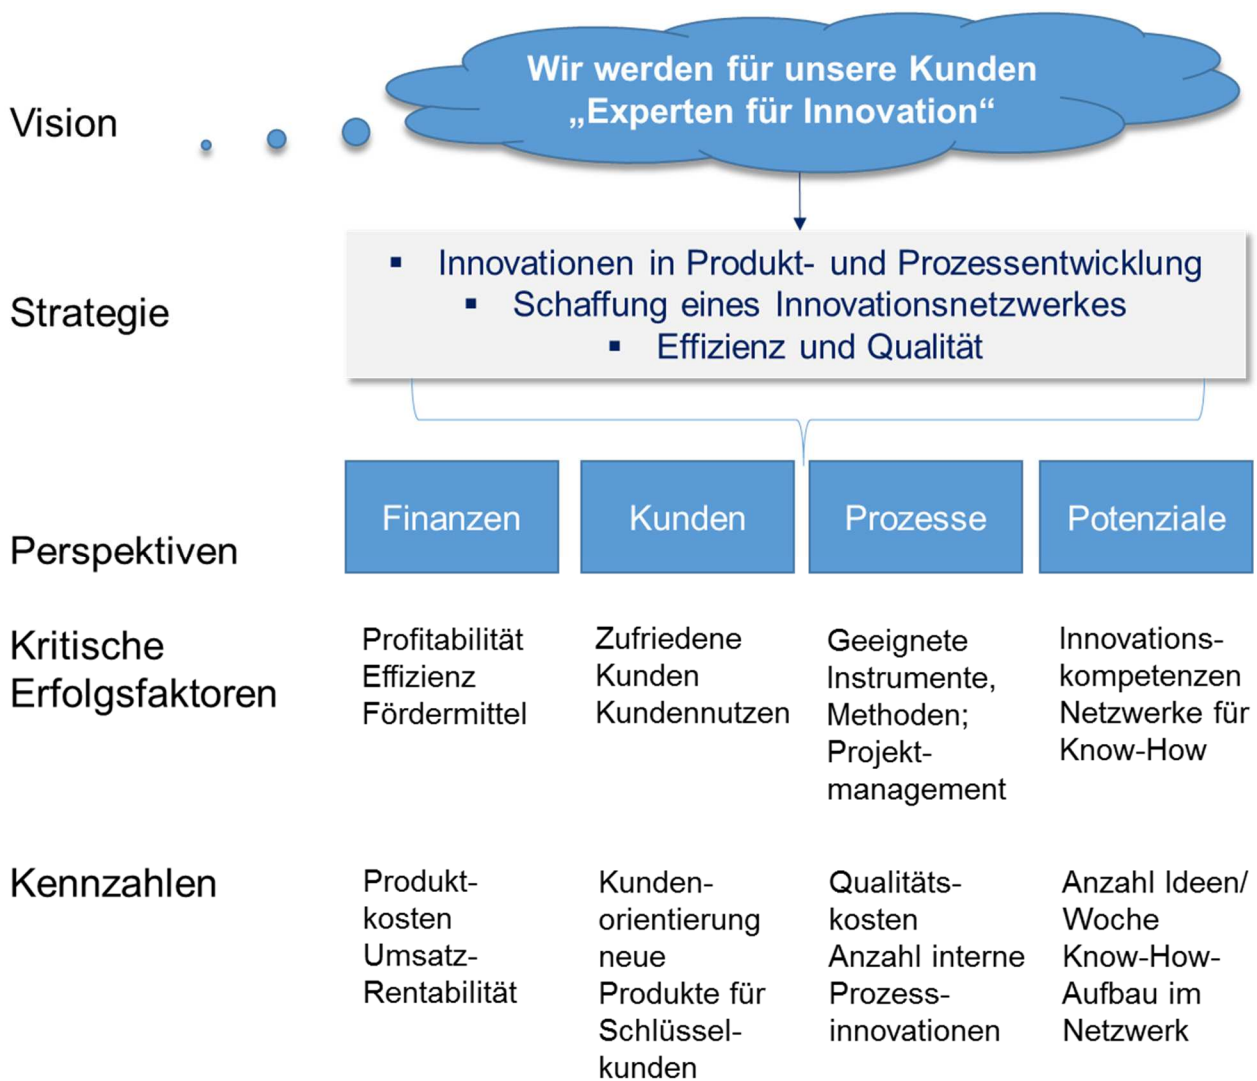 Vision
Wir werden für unsere Kunden
„Experten für Innovation“
Strategie
▪ Innovationen in Produkt- und Prozessentwicklung
▪ Schaffung eines Innovationsnetzwerkes
▪ Effizienz und Qualität
Perspektiven
Finanzen
Kunden
Prozesse
Potenziale
Kritische
Erfolgsfaktoren
Profitabilität
Effizienz
Fördermittel
Zufriedene
Kunden
Kundennutzen
Geeignete
Instrumente,
Methoden;
Projekt-
management
Innovations-
kompetenzen
Netzwerke für
Know-How
Kennzahlen
Produkt-
kosten
Umsatz-
Rentabilität
Kunden-
orientierung
neue
Produkte für
Schlüssel-
kunden
Qualitäts-
kosten
Anzahl interne
Prozess-
innovationen
Anzahl Ideen/
Woche
Know-How-
Aufbau im
Netzwerk